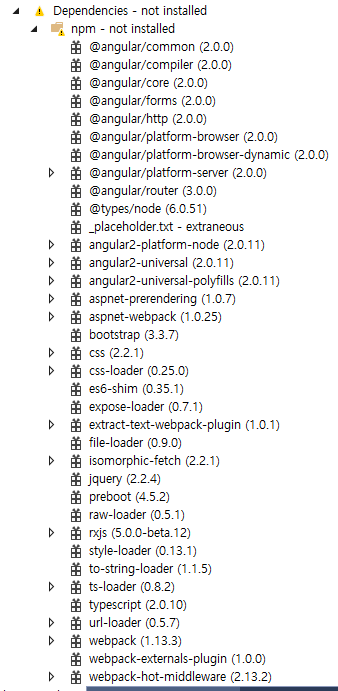 Dependencies - not installed
npm - not installed
@angular/common (2.0.0)
@angular/compiler (2.0.0)
@angular/core (2.0.0)
@angular/forms (2.0.0)
@angular/http (2.0.0)
@angular/platform-browser (2.0.0)
@angular/platform-browser-dynamic (2.0.0)
@angular/platform-server (2.0.0)
@angular/router (3.0.0)
@types/node (6.0.51)
_placeholder.txt - extraneous
angular2-platform-node (2.0.11)
angular2-universal (2.0.11)
angular2-universal-polyfills (2.0.11)
aspnet-prerendering (1.0.7)
aspnet-webpack (1.0.25)
bootstrap (3.3.7)
css (2.2.1)
css-loader (0.25.0)
es6-shim (0.35.1)
expose-loader (0.7.1)
extract-text-webpack-plugin (1.0.1)
file-loader (0.9.0)
isomorphic-fetch (2.2.1)
jquery (2.2.4)
preboot (4.5.2)
raw-loader (0.5.1)
rxjs (5.0.0-beta.12)
style-loader (0.13.1)
to-string-loader (1.1.5)
ts-loader (0.8.2)
typescript (2.0.10)
url-loader (0.5.7)
webpack (1.13.3)
webpack-externals-plugin (1.0.0)
webpack-hot-middleware (2.13.2)